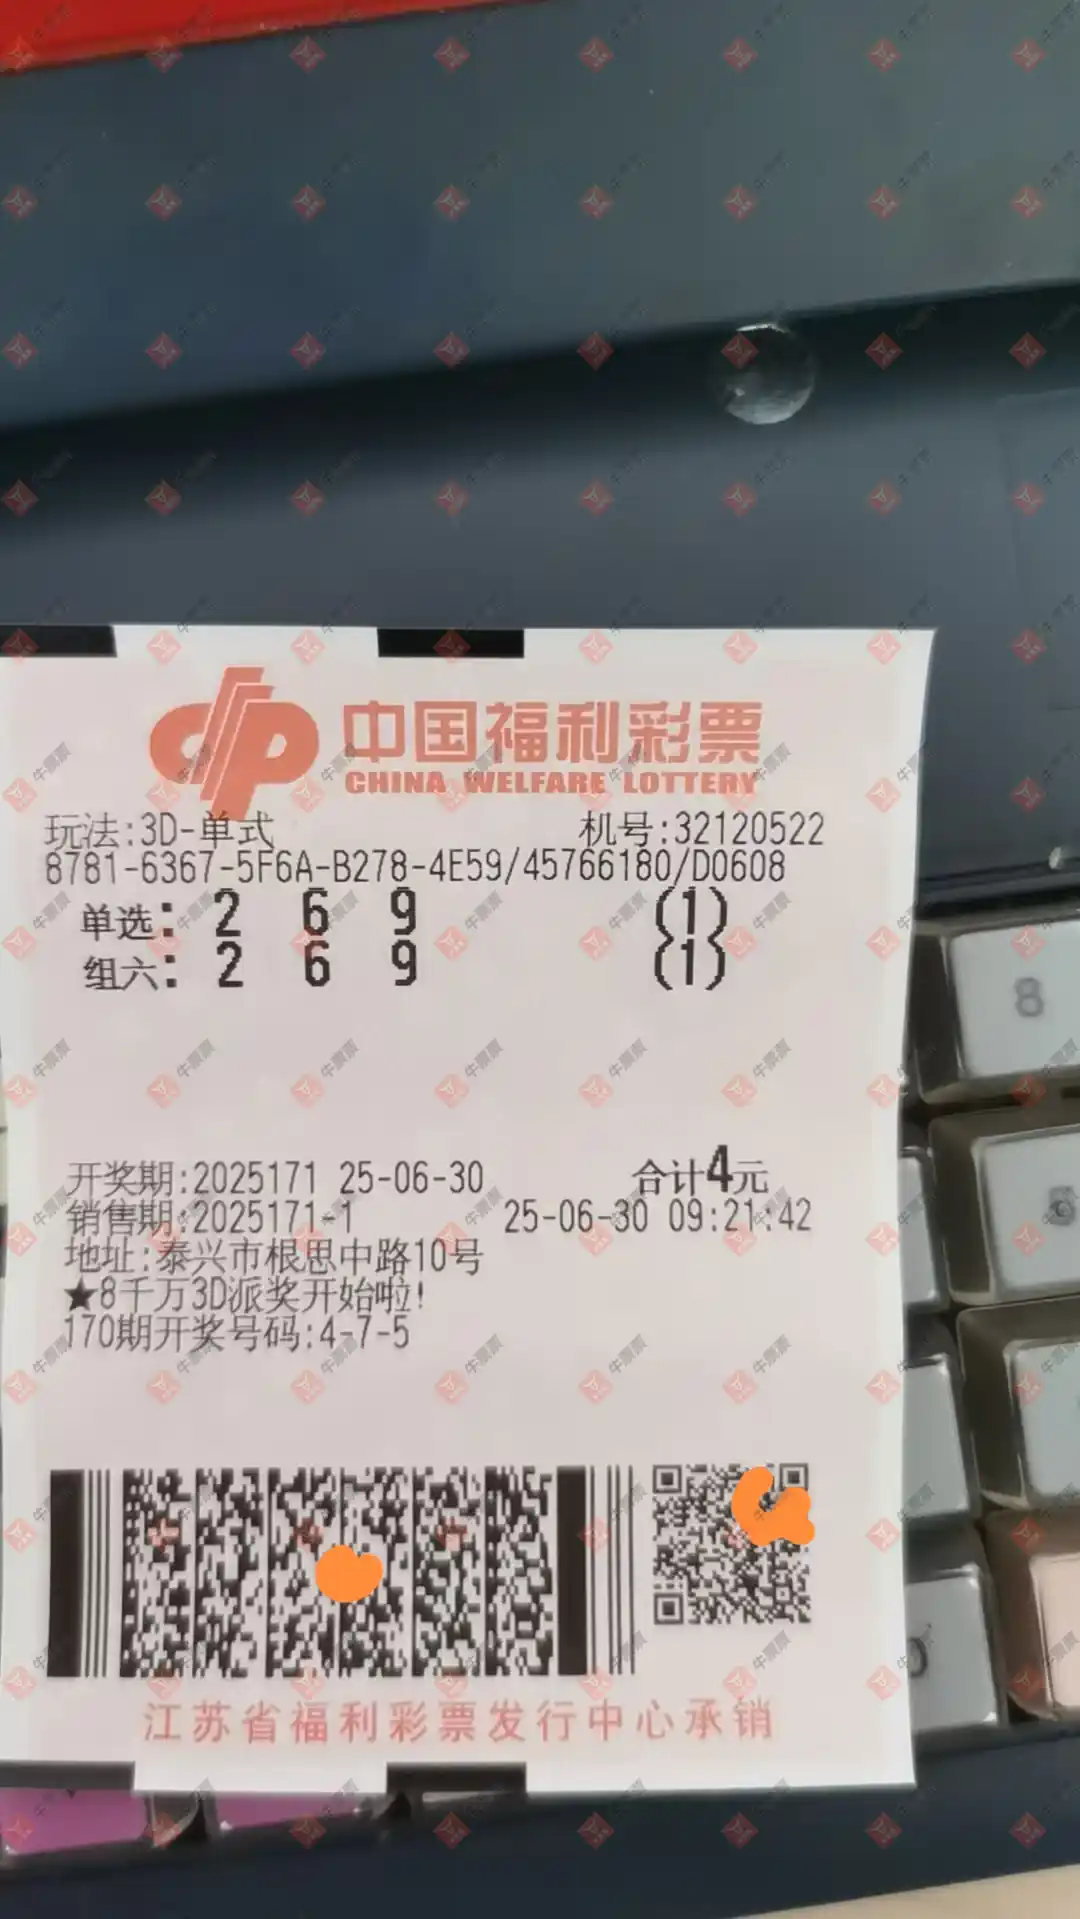 中国福利彩票
CHINA WELFARE LOTTERY
玩法:3D-单式 机号:32120522
8781-6367-5F6A-B278-4E59/45766180/D0608
单选: 2 6 9 (1)
组六: 2 6 9 (1)
开奖期:2025171 25-06-30 合计4元
销售期:2025171-1 25-06-30 09:21:42
地址:泰兴市根思中路10号
★8千万3D派奖开始啦!
170期开奖号码:4-7-5
江苏省福利彩票发行中心承销
8
6
牛票票